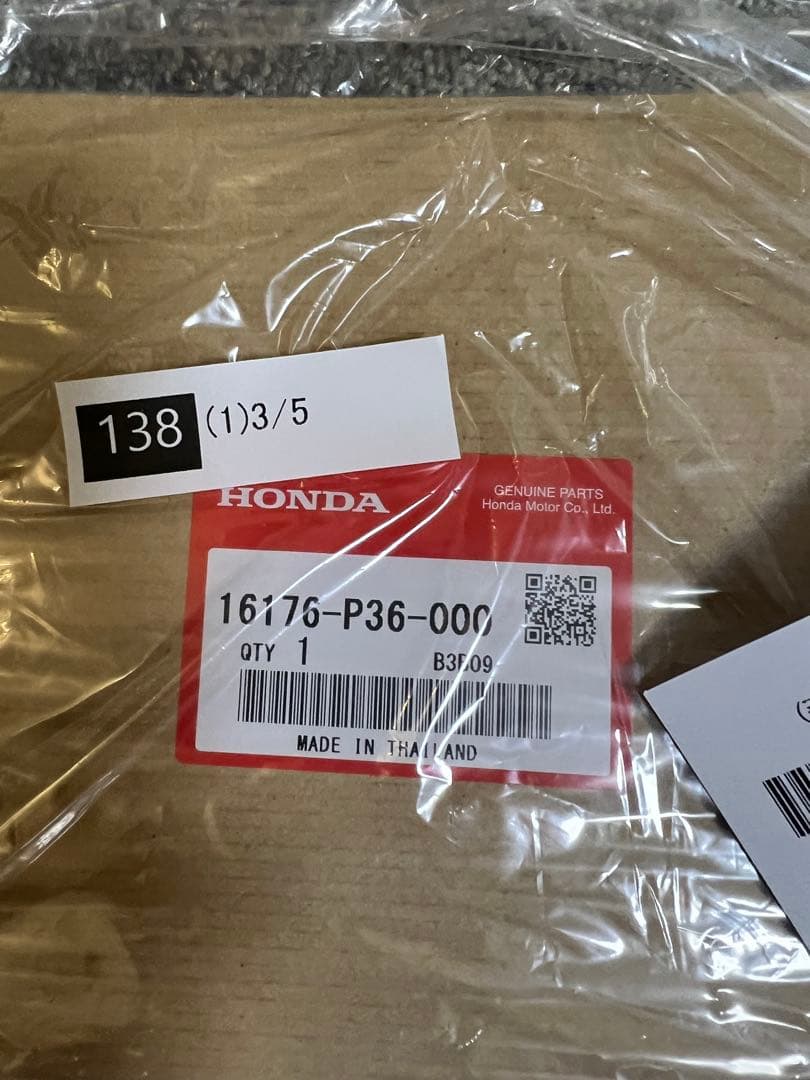 138 (1)3/5
HONDA
GENUINE PARTS
Honda Motor Co., Ltd.
16176-P36-000
QTY 1
MADE IN THAILAND